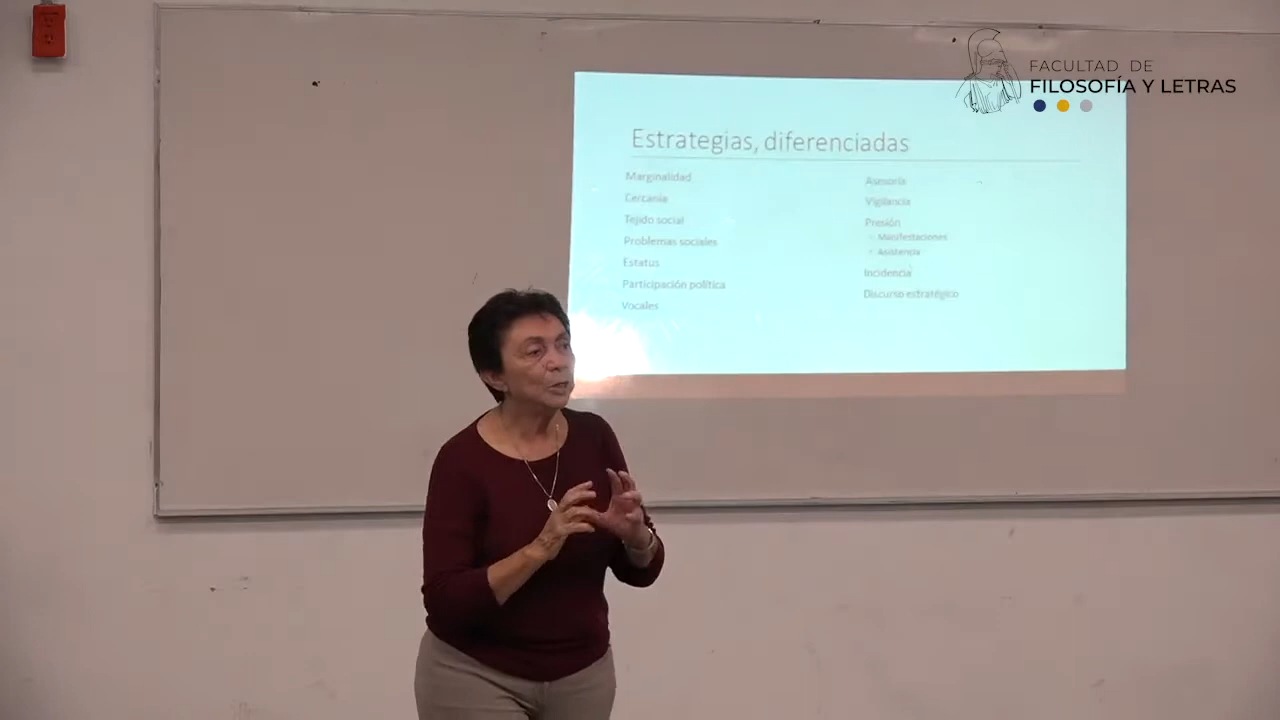 FACULTAD DE
FILOSOFÍA Y LETRAS
Estrategias, diferenciadas
Marginalidad
Cercanía
Tejido social
Problemas sociales
Estatus
Participación política
Vocales
Asesoría
Vigilancia
Presión
Manifestaciones
Asistencia
Incidencia
Discurso estratégico